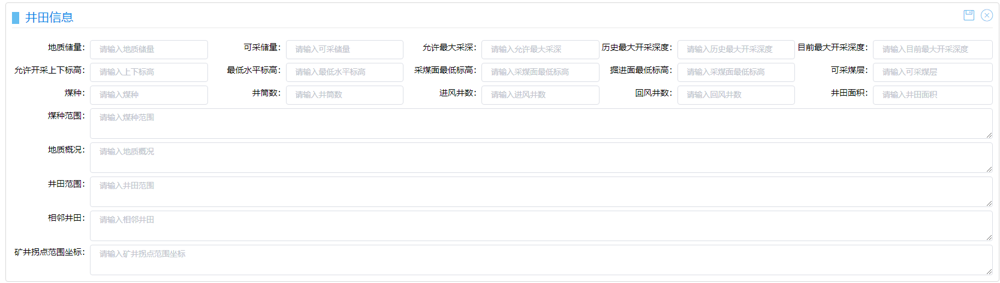 井田信息
地质储量： 请输入地质储量 可采储量： 请输入可采储量 允许最大采深： 请输入允许最大采深 历史最大开采深度： 请输入历史最大开采深度 目前最大开采深度： 请输入目前最大开采深度
允许开采上下标高： 请输入上下标高 最低水平标高： 请输入最低水平标高 采煤面最低标高： 请输入采煤面最低标高 掘进面最低标高： 请输入采煤面最低标高 可采煤层： 请输入可采煤层
煤种： 请输入煤种 井筒数： 请输入井筒数 进风井数： 请输入进风井数 回风井数： 请输入回风井数 井田面积： 请输入井田面积
煤种范围： 请输入煤种范围
地质概况： 请输入地质概况
井田范围： 请输入井田范围
相邻井田： 请输入相邻井田
矿井拐点范围坐标： 请输入矿井拐点范围坐标